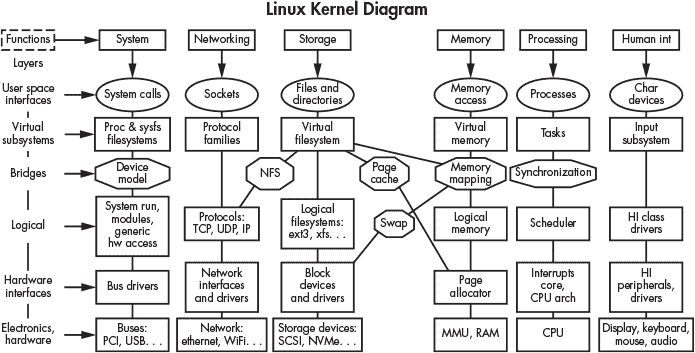 Linux Kernel Diagram
Functions System Networking Storage Memory Processing Human int
Layers
User space
interfaces
System calls
Sockets
Files and
directories
Memory
access
Processes
Char
devices
Virtual
subsystems
Proc & sysfs
filesystems
Protocol
families
Virtual
filesystem
Virtual
memory
Tasks
Input
subsystem
Bridges
Device
model
NFS
Page
cache
Memory
mapping
Synchronization
Logical
System run,
modules,
generic
hw access
Protocols:
TCP, UDP, IP
Logical
filesystems:
ext3, xfs. . .
Swap
Logical
memory
Scheduler
HI class
drivers
Hardware
interfaces
Bus drivers
Network
interfaces
and drivers
Block
devices
and drivers
Page
allocator
Interrupts
core,
CPU arch
HI
peripherals,
drivers
Electronics,
hardware
Buses:
PCI, USB. . .
Network:
ethernet, WiFi. . .
Storage devices:
SCSI, NVMe. . .
MMU, RAM
CPU
Display, keyboard,
mouse, audio